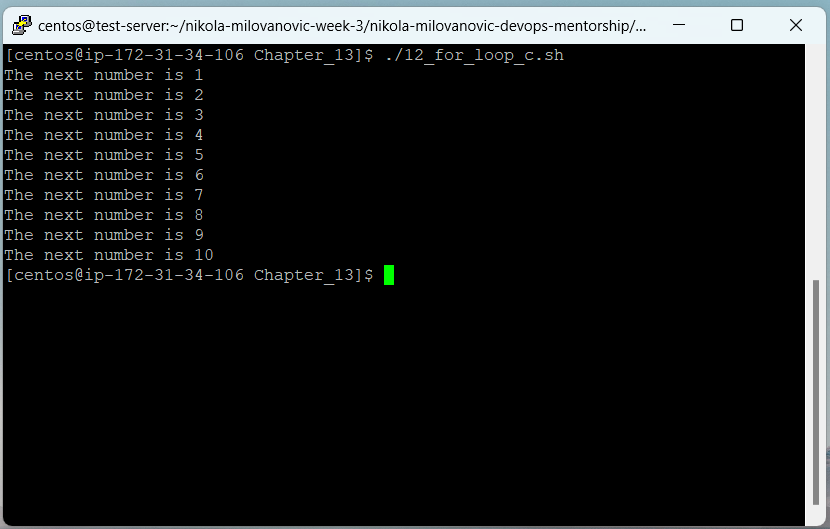 centos@test-server:~/nikola-milovanovic-week-3/nikola-milovanovic-devops-mentorship/...
[centos@ip-172-31-34-106 Chapter_13]$ ./12_for_loop_c.sh
The next number is 1
The next number is 2
The next number is 3
The next number is 4
The next number is 5
The next number is 6
The next number is 7
The next number is 8
The next number is 9
The next number is 10
[centos@ip-172-31-34-106 Chapter_13]$